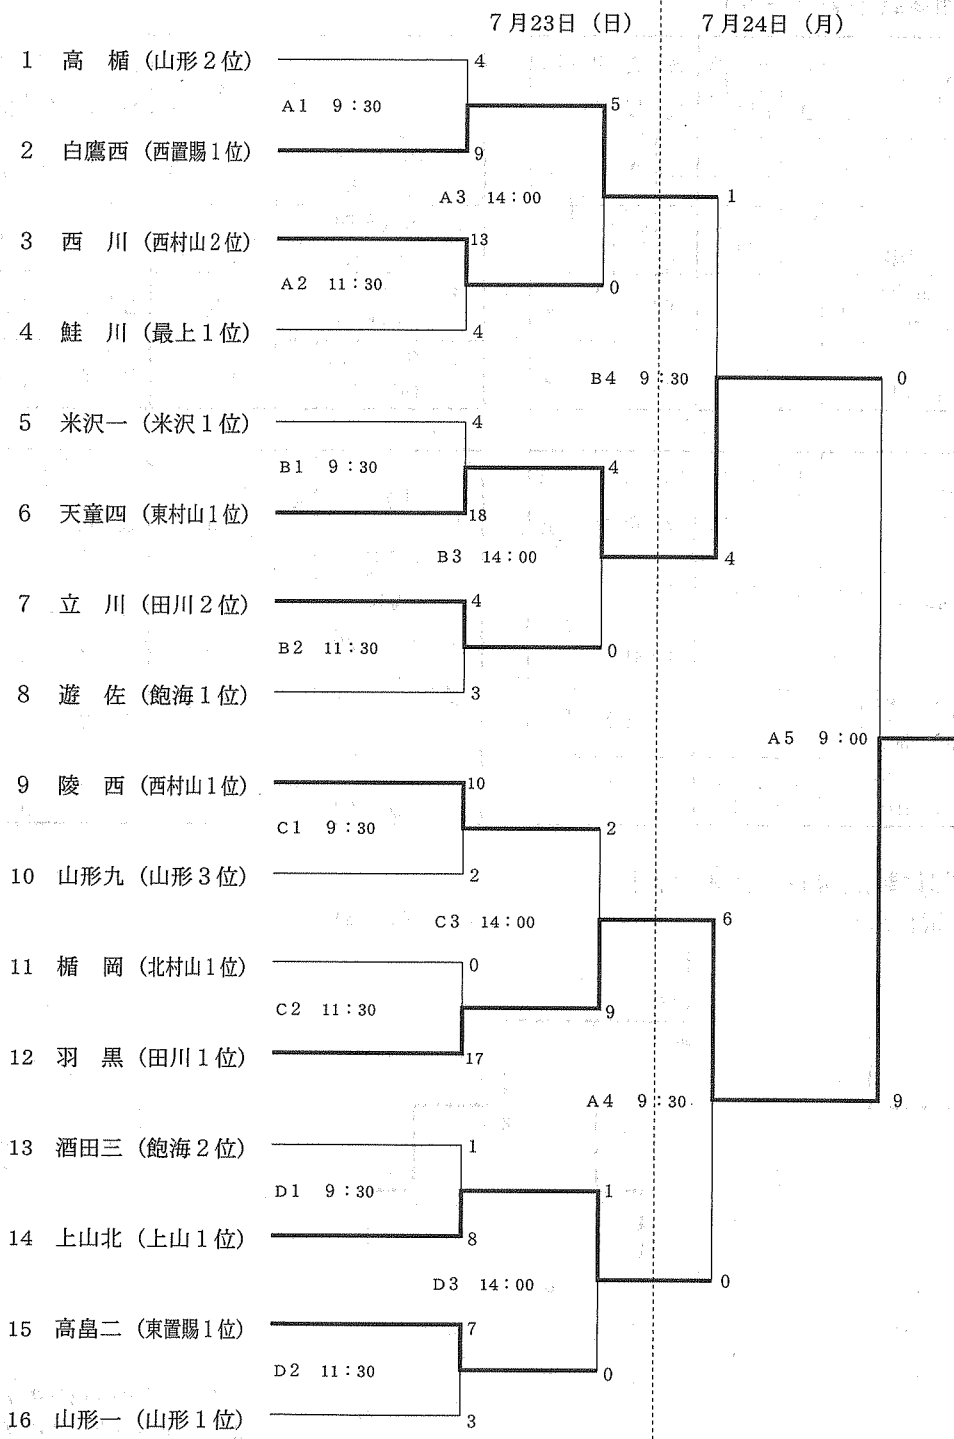 7月23日（日） 7月24日（月）
1 高　楯（山形2位） 4
A1 9：30 5
2 白鷹西（西置賜1位） 9
A3 14：00 1
3 西　川（西村山2位） 13
A2 11：30 0
4 鮭　川（最上1位） 4
B4 9：30 0
5 米沢一（米沢1位） 4
B1 9：30 4
6 天童四（東村山1位） 18
B3 14：00 4
7 立　川（田川2位） 4
B2 11：30 0
8 遊　佐（飽海1位） 3
A5 9：00
9 陵　西（西村山1位） 10
C1 9：30 2
10 山形九（山形3位） 2
C3 14：00 6
11 楯　岡（北村山1位） 0
C2 11：30 9
12 羽　黒（田川1位） 17
A4 9：30 9
13 酒田三（飽海2位） 1
D1 9：30 1
14 上山北（上山1位） 8
D3 14：00 0
15 高畠二（東置賜1位） 7
D2 11：30 0
16 山形一（山形1位） 3